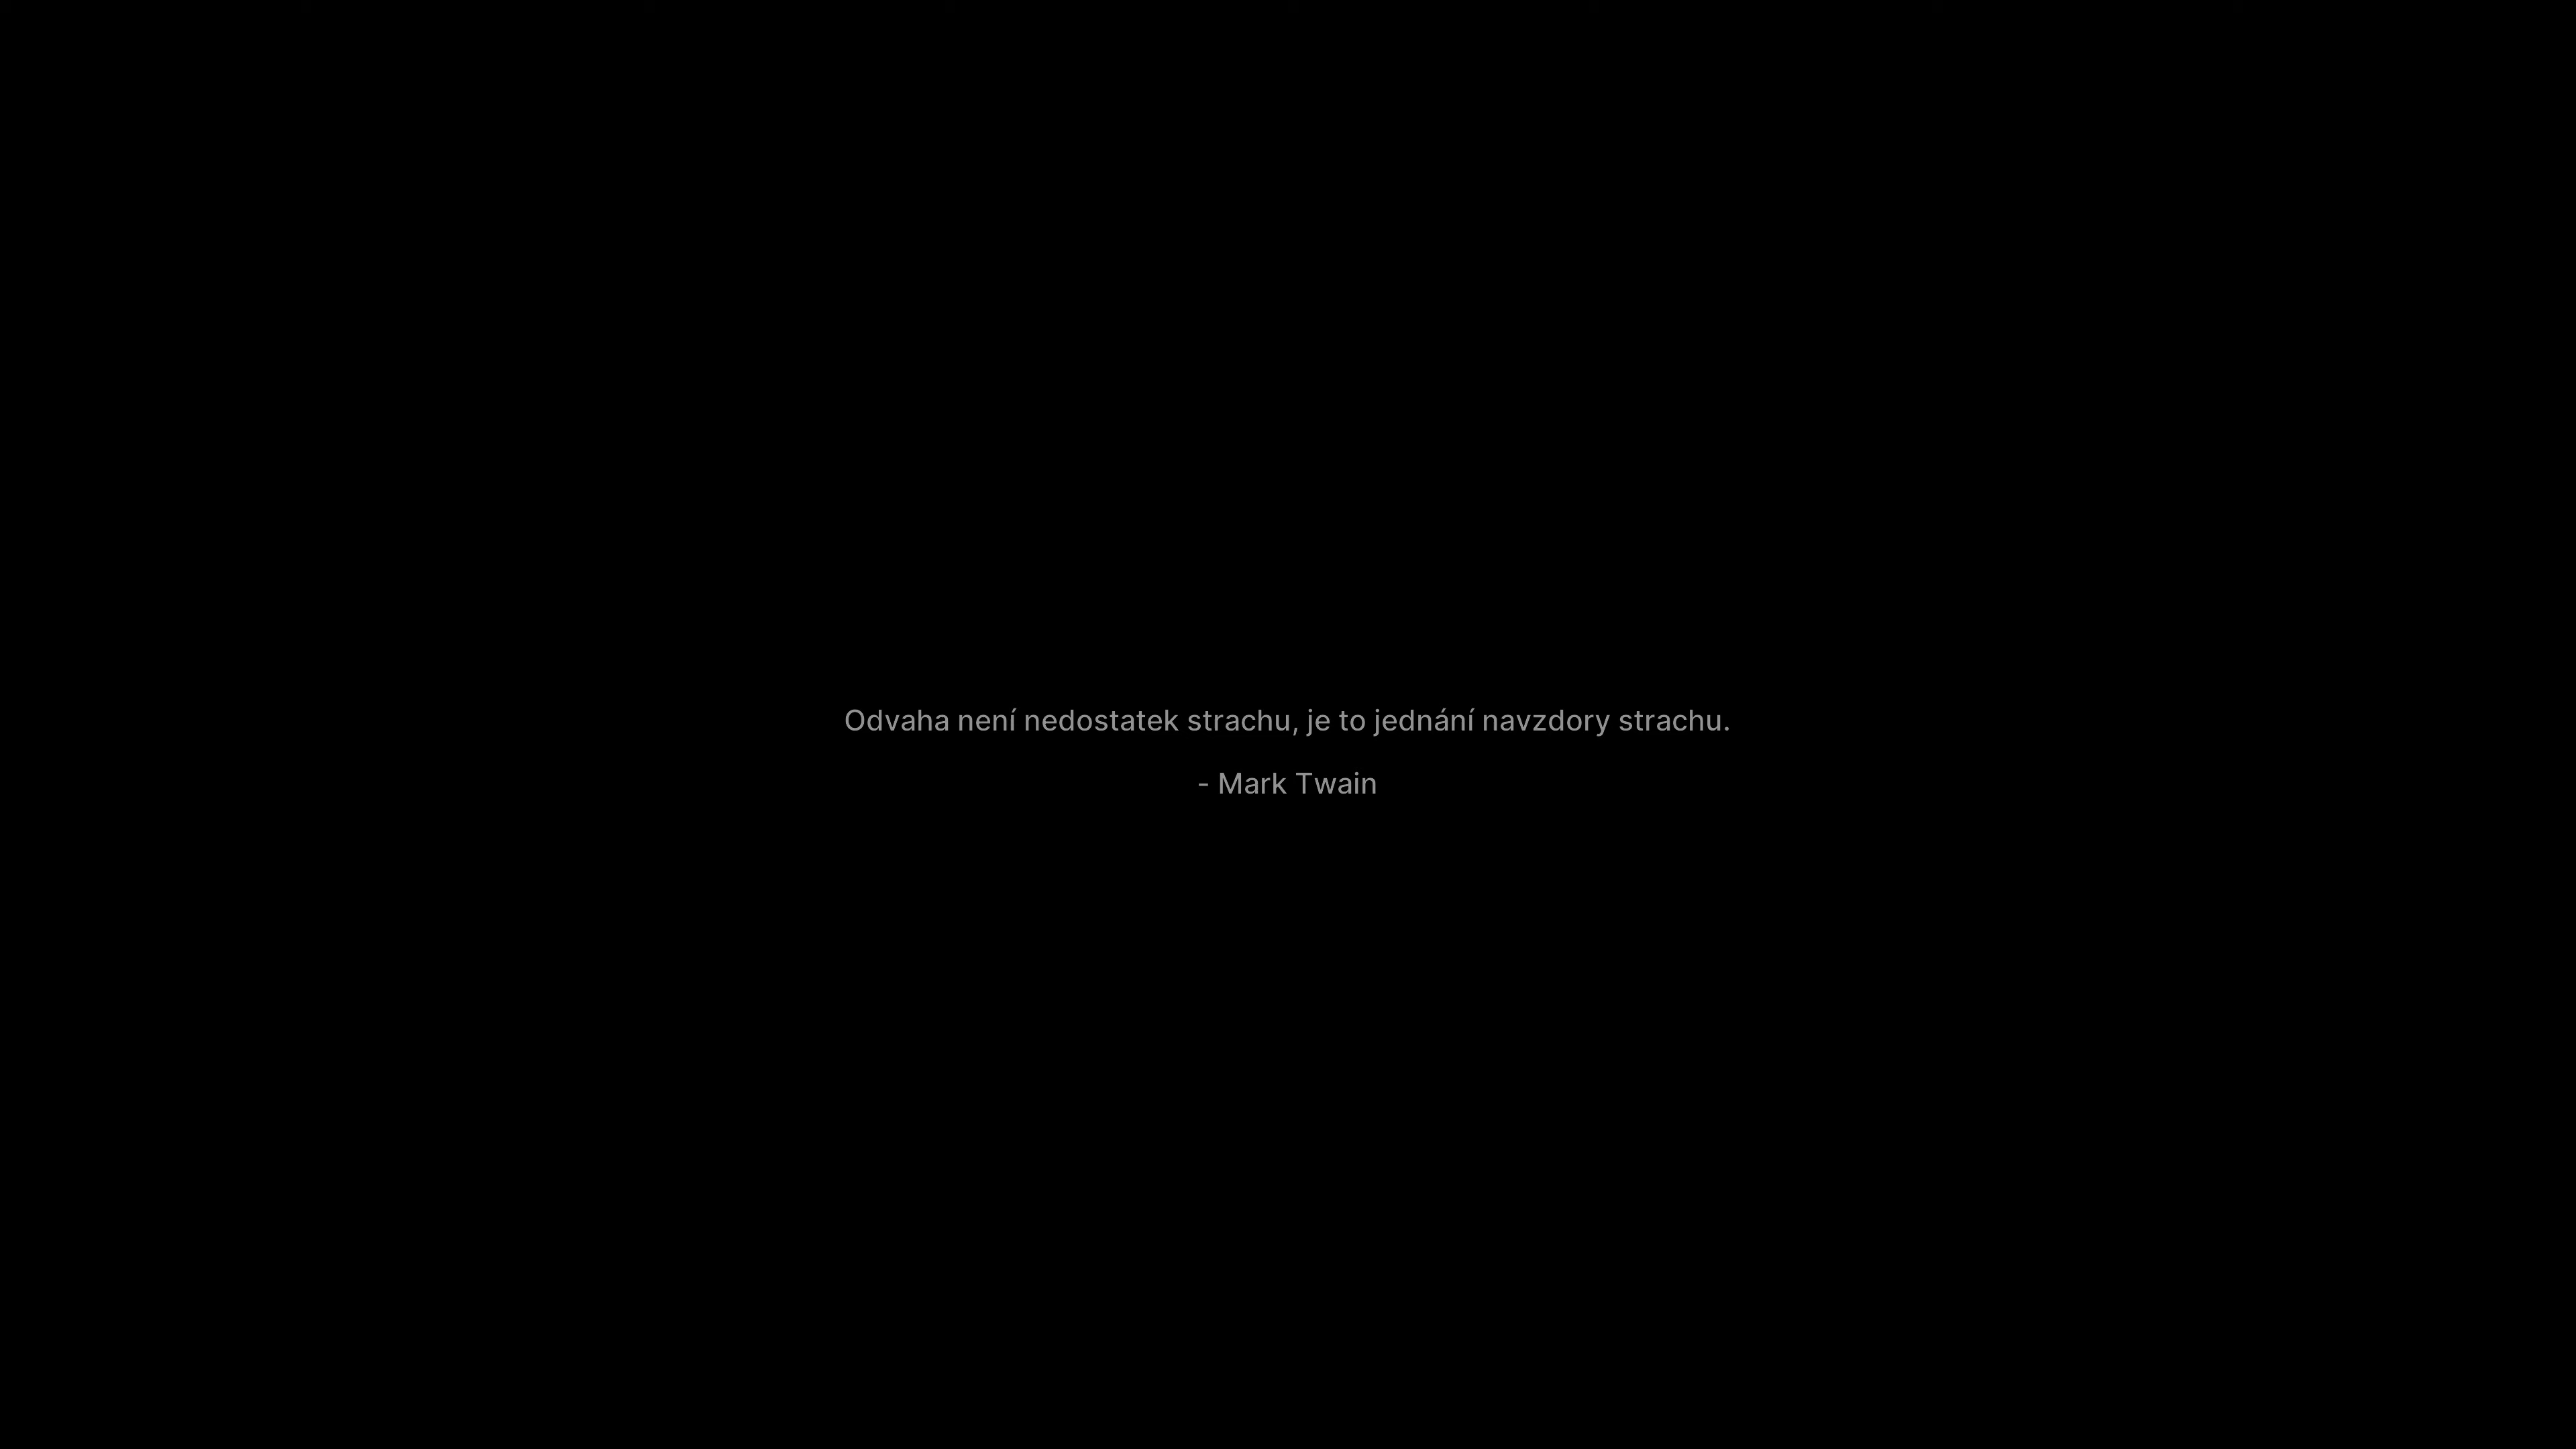 Odvaha není nedostatek strachu, je to jednání navzdory strachu.
- Mark Twain